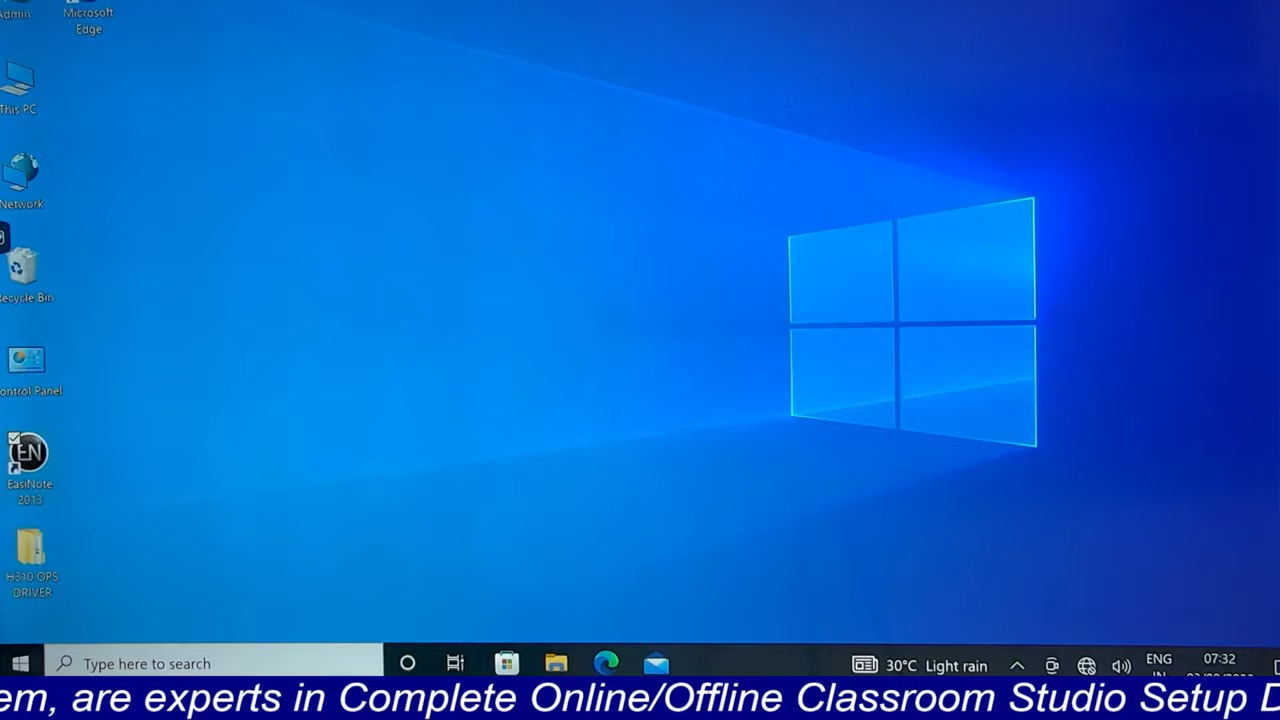 Admin
Microsoft
Edge
This PC
Network
Recycle Bin
Control Panel
EN
EasiNote
2013
H310 OPS
DRIVER
Type here to search
30°C Light rain
ENG
IN
07:32
em, are experts in Complete Online/Offline Classroom Studio Setup D